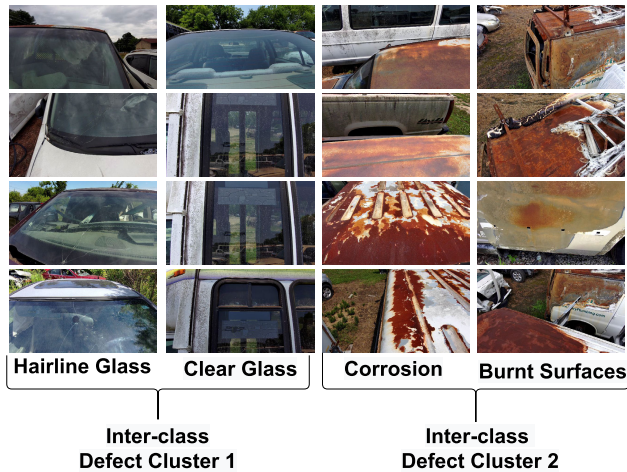 Hairline Glass
Clear Glass
Corrosion
Burnt Surfaces
Inter-class
Defect Cluster 1
Inter-class
Defect Cluster 2